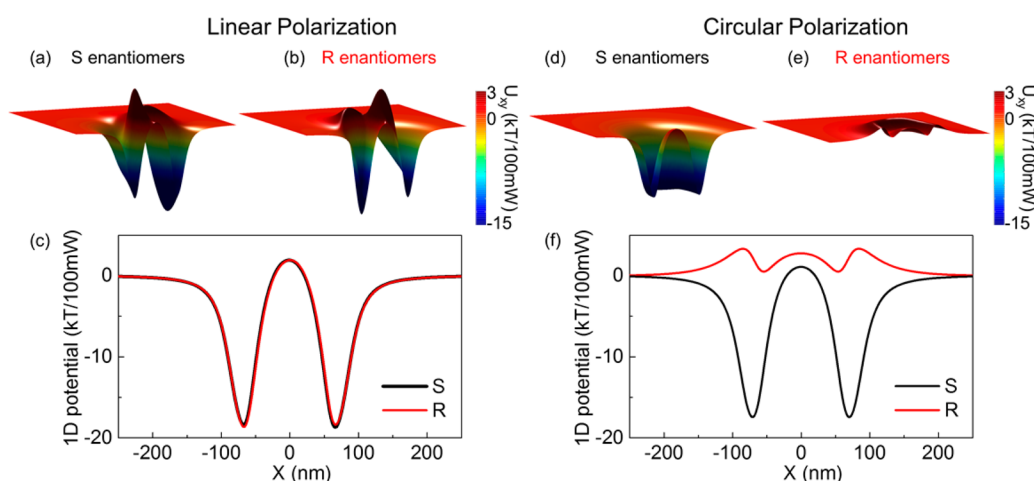 Linear Polarization
Circular Polarization
(a) S enantiomers
(b) R enantiomers
(d) S enantiomers
(e) R enantiomers
3
0
-15
Uxy (kT/100mW)
3
0
-15
Uxy (kT/100mW)
(c)
1D potential (kT/100mW)
0
-10
-20
S
R
-200 -100 0 100 200
X (nm)
(f)
1D potential (kT/100mW)
0
-10
-20
S
R
-200 -100 0 100 200
X (nm)